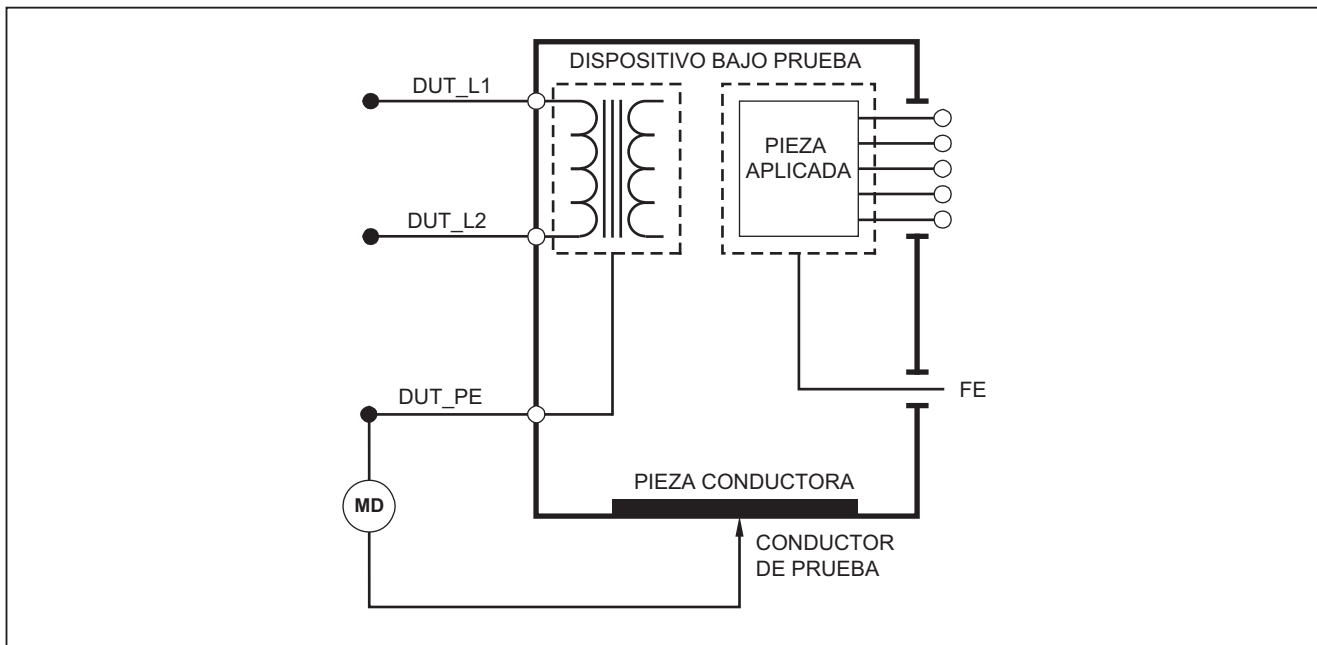 DISPOSITIVO BAJO PRUEBA
DUT_L1
PIEZA
APLICADA
DUT_L2
DUT_PE
FE
PIEZA CONDUCTORA
MD
CONDUCTOR
DE PRUEBA